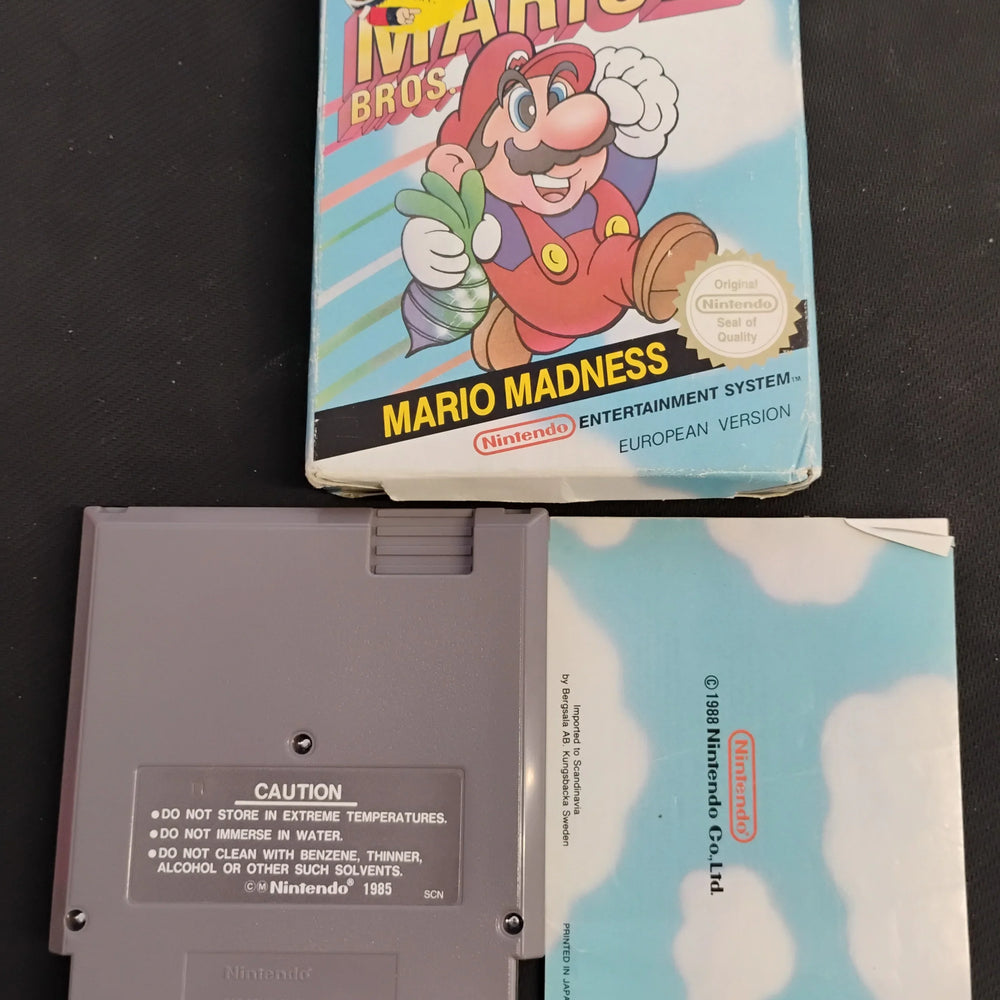 MARIO
BROS.
Original
Nintendo
Seal of
Quality
MARIO MADNESS
Nintendo ENTERTAINMENT SYSTEM™
EUROPEAN VERSION
CAUTION
●DO NOT STORE IN EXTREME TEMPERATURES.
●DO NOT IMMERSE IN WATER.
●DO NOT CLEAN WITH BENZENE, THINNER,
ALCOHOL OR OTHER SUCH SOLVENTS.
©Ⓜ Nintendo® 1985
SCN
Nintendo®
Imported to Scandinavia
by Bergsala AB. Kungsbacka Sweden
Nintendo®
©1988 Nintendo Co.,Ltd.
PRINTED IN JAPA